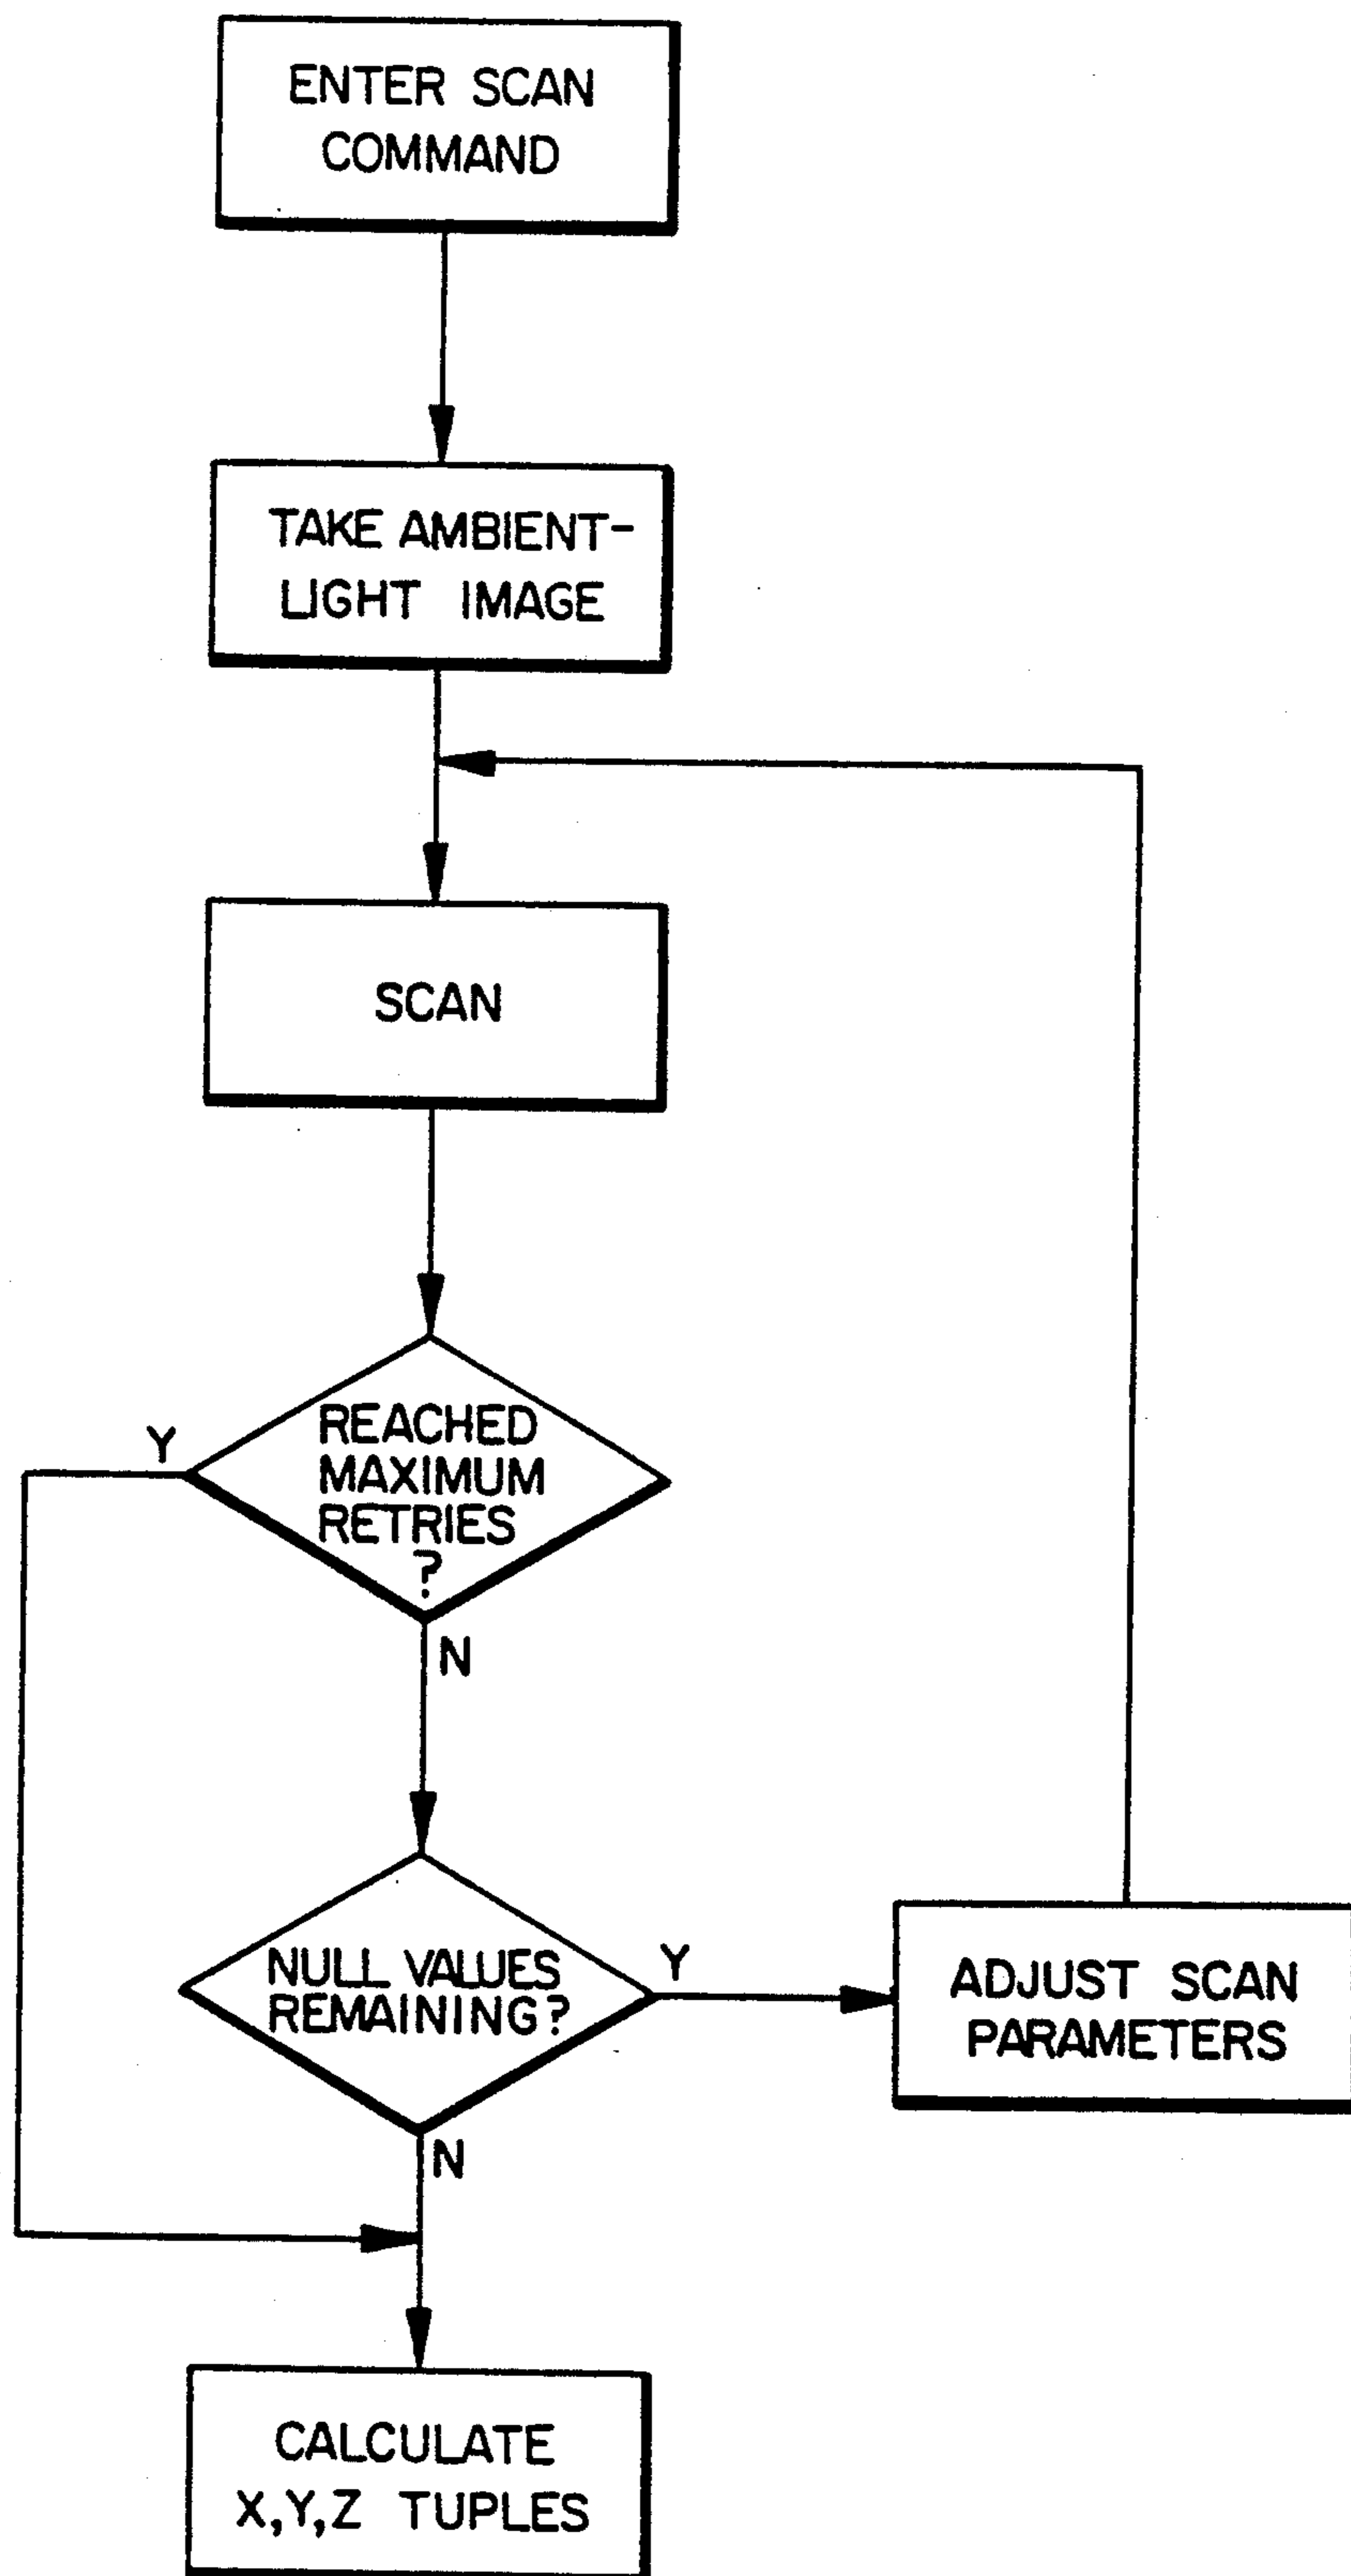 ENTER SCAN
COMMAND
TAKE AMBIENT-
LIGHT IMAGE
SCAN
REACHED
MAXIMUM
RETRIES
?
Y
N
NULL VALUES
REMAINING?
Y
N
ADJUST SCAN
PARAMETERS
CALCULATE
X,Y,Z TUPLES